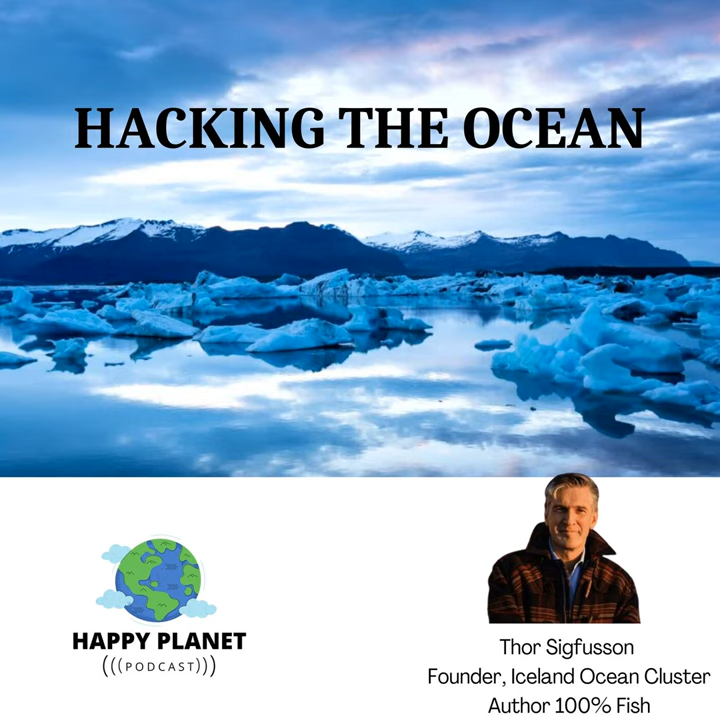 HACKING THE OCEAN
HAPPY PLANET
(((PODCAST)))
Thor Sigfusson
Founder, Iceland Ocean Cluster
Author 100% Fish